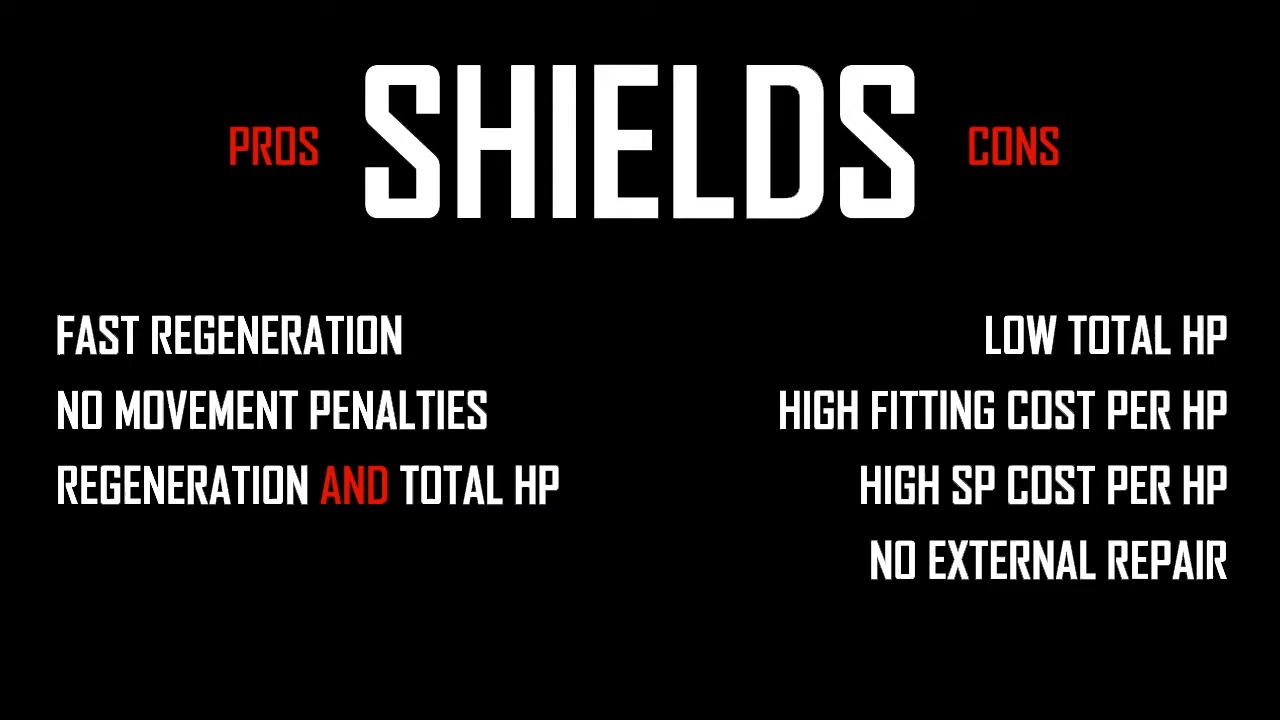 SHIELDS
PROS
CONS
FAST REGENERATION
NO MOVEMENT PENALTIES
REGENERATION AND TOTAL HP
LOW TOTAL HP
HIGH FITTING COST PER HP
HIGH SP COST PER HP
NO EXTERNAL REPAIR